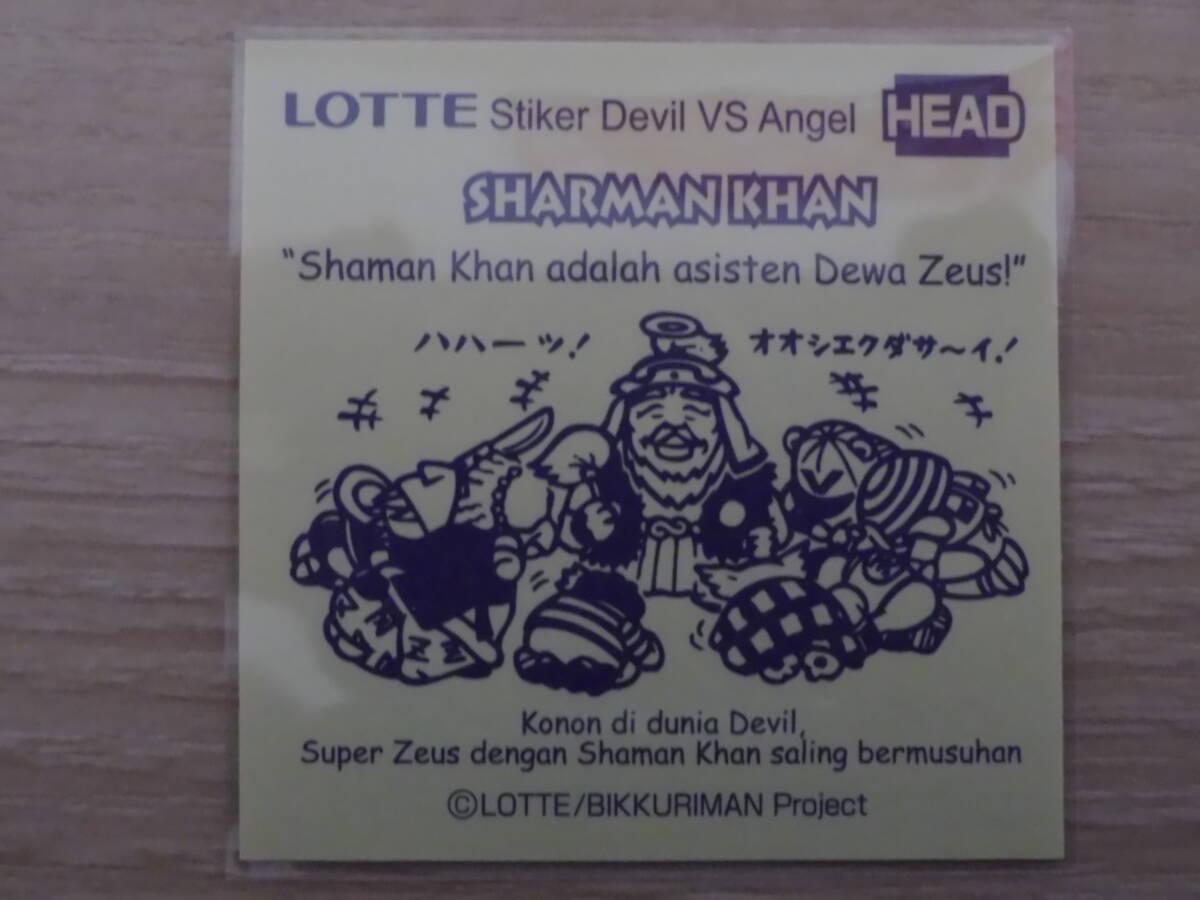 LOTTE Stiker Devil VS Angel HEAD
SHARMAN KHAN
"Shaman Khan adalah asisten Dewa Zeus!"
ハハーッ! オオシエクダサ〜イ!
Konon di dunia Devil,
Super Zeus dengan Shaman Khan saling bermusuhan
©LOTTE/BIKKURIMAN Project